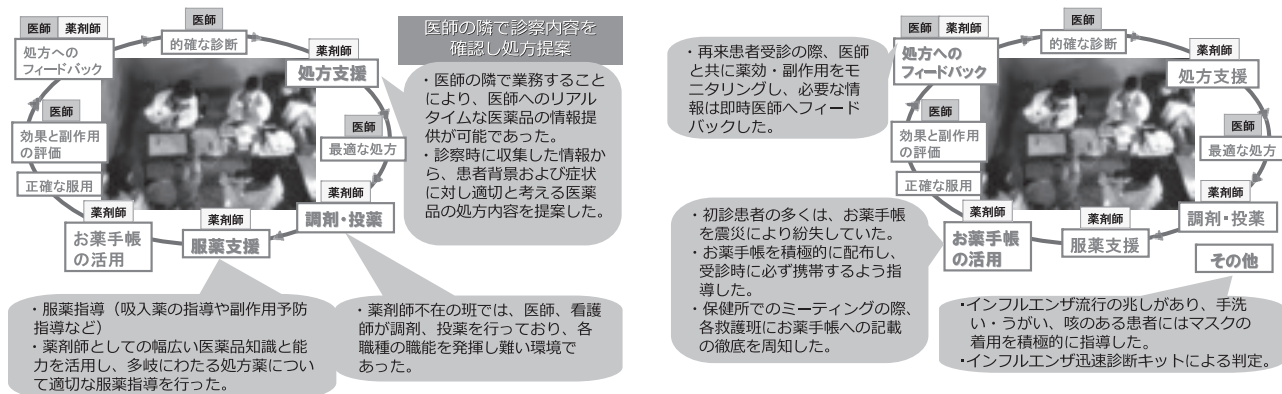 医師
医師 薬剤師
処方への
フィードバック
的確な診断
薬剤師
処方支援
医師
最適な処方
薬剤師
調剤・投薬
薬剤師
服薬支援
薬剤師
お薬手帳
の活用
正確な服用
医師
効果と副作用
の評価
医師の隣で診察内容を
確認し処方提案
・医師の隣で業務すること
により、医師へのリアル
タイムな医薬品の情報提
供が可能であった。
・診察時に収集した情報か
ら、患者背景および症状
に対し適切と考える医薬
品の処方内容を提案した。
・服薬指導（吸入薬の指導や副作用予防
指導など）
・薬剤師としての幅広い医薬品知識と能
力を活用し、多岐にわたる処方薬につい
て適切な服薬指導を行った。
・薬剤師不在の班では、医師、看護
師が調剤、投薬を行っており、各
職種の職能を発揮し難い環境で
あった。
・再来患者受診の際、医師
と共に薬効・副作用をモ
ニタリングし、必要な情
報は即時医師へフィード
バックした。
医師
医師 薬剤師
処方への
フィードバック
的確な診断
薬剤師
処方支援
医師
最適な処方
薬剤師
調剤・投薬
薬剤師
服薬支援
薬剤師
お薬手帳
の活用
正確な服用
医師
効果と副作用
の評価
その他
・初診患者の多くは、お薬手帳
を震災により紛失していた。
・お薬手帳を積極的に配布し、
受診時に必ず携帯するよう指
導した。
・保健所でのミーティングの際、
各救護班にお薬手帳への記載
の徹底を周知した。
・インフルエンザ流行の兆しがあり、手洗
い・うがい、咳のある患者にはマスクの
着用を積極的に指導した。
・インフルエンザ迅速診断キットによる判定。